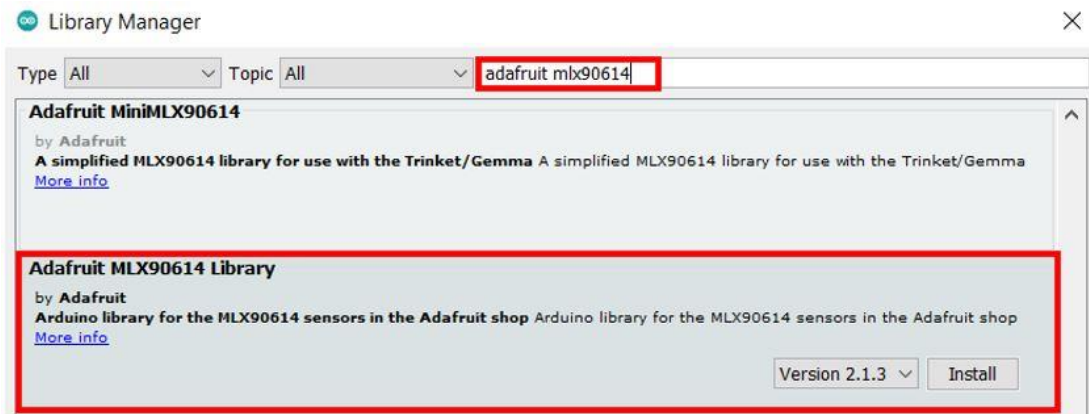 Library Manager
Type All Topic All adafruit mlx90614
Adafruit MiniMLX90614
by Adafruit
A simplified MLX90614 library for use with the Trinket/Gemma A simplified MLX90614 library for use with the Trinket/Gemma
More info
Adafruit MLX90614 Library
by Adafruit
Arduino library for the MLX90614 sensors in the Adafruit shop Arduino library for the MLX90614 sensors in the Adafruit shop
More info
Version 2.1.3 Install